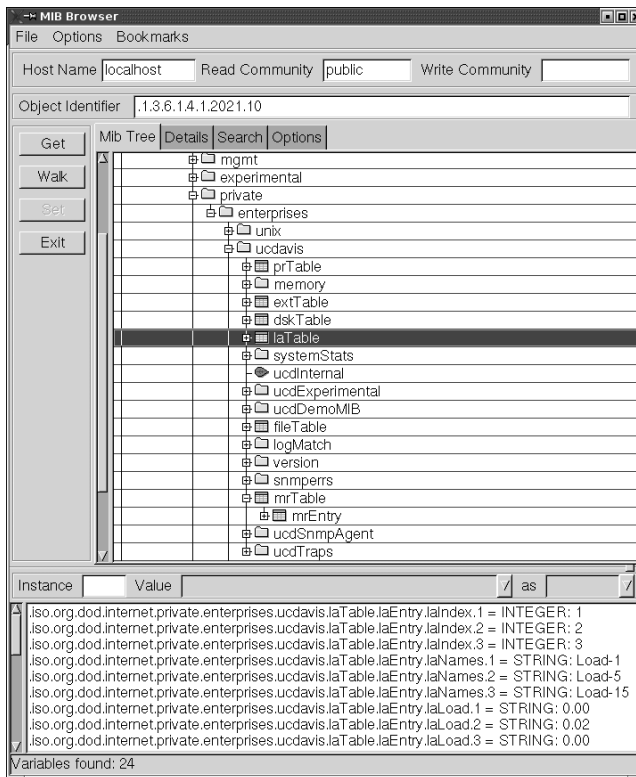 MIB Browser
File Options Bookmarks
Host Name localhost Read Community public Write Community
Object Identifier .1.3.6.1.4.1.2021.10
Get
Walk
Set
Exit
Mib Tree Details Search Options
mgmt
experimental
private
enterprises
unix
ucdavis
prTable
memory
extTable
dskTable
laTable
systemStats
ucdInternal
ucdExperimental
ucdDemoMIB
fileTable
logMatch
version
snmperrs
mrTable
mrEntry
ucdSnmpAgent
ucdTraps
Instance Value as
.iso.org.dod.internet.private.enterprises.ucdavis.laTable.laEntry.laIndex.1 = INTEGER: 1
.iso.org.dod.internet.private.enterprises.ucdavis.laTable.laEntry.laIndex.2 = INTEGER: 2
.iso.org.dod.internet.private.enterprises.ucdavis.laTable.laEntry.laIndex.3 = INTEGER: 3
.iso.org.dod.internet.private.enterprises.ucdavis.laTable.laEntry.laNames.1 = STRING: Load-1
.iso.org.dod.internet.private.enterprises.ucdavis.laTable.laEntry.laNames.2 = STRING: Load-5
.iso.org.dod.internet.private.enterprises.ucdavis.laTable.laEntry.laNames.3 = STRING: Load-15
.iso.org.dod.internet.private.enterprises.ucdavis.laTable.laEntry.laLoad.1 = STRING: 0.00
.iso.org.dod.internet.private.enterprises.ucdavis.laTable.laEntry.laLoad.2 = STRING: 0.02
.iso.org.dod.internet.private.enterprises.ucdavis.laTable.laEntry.laLoad.3 = STRING: 0.00
Variables found: 24